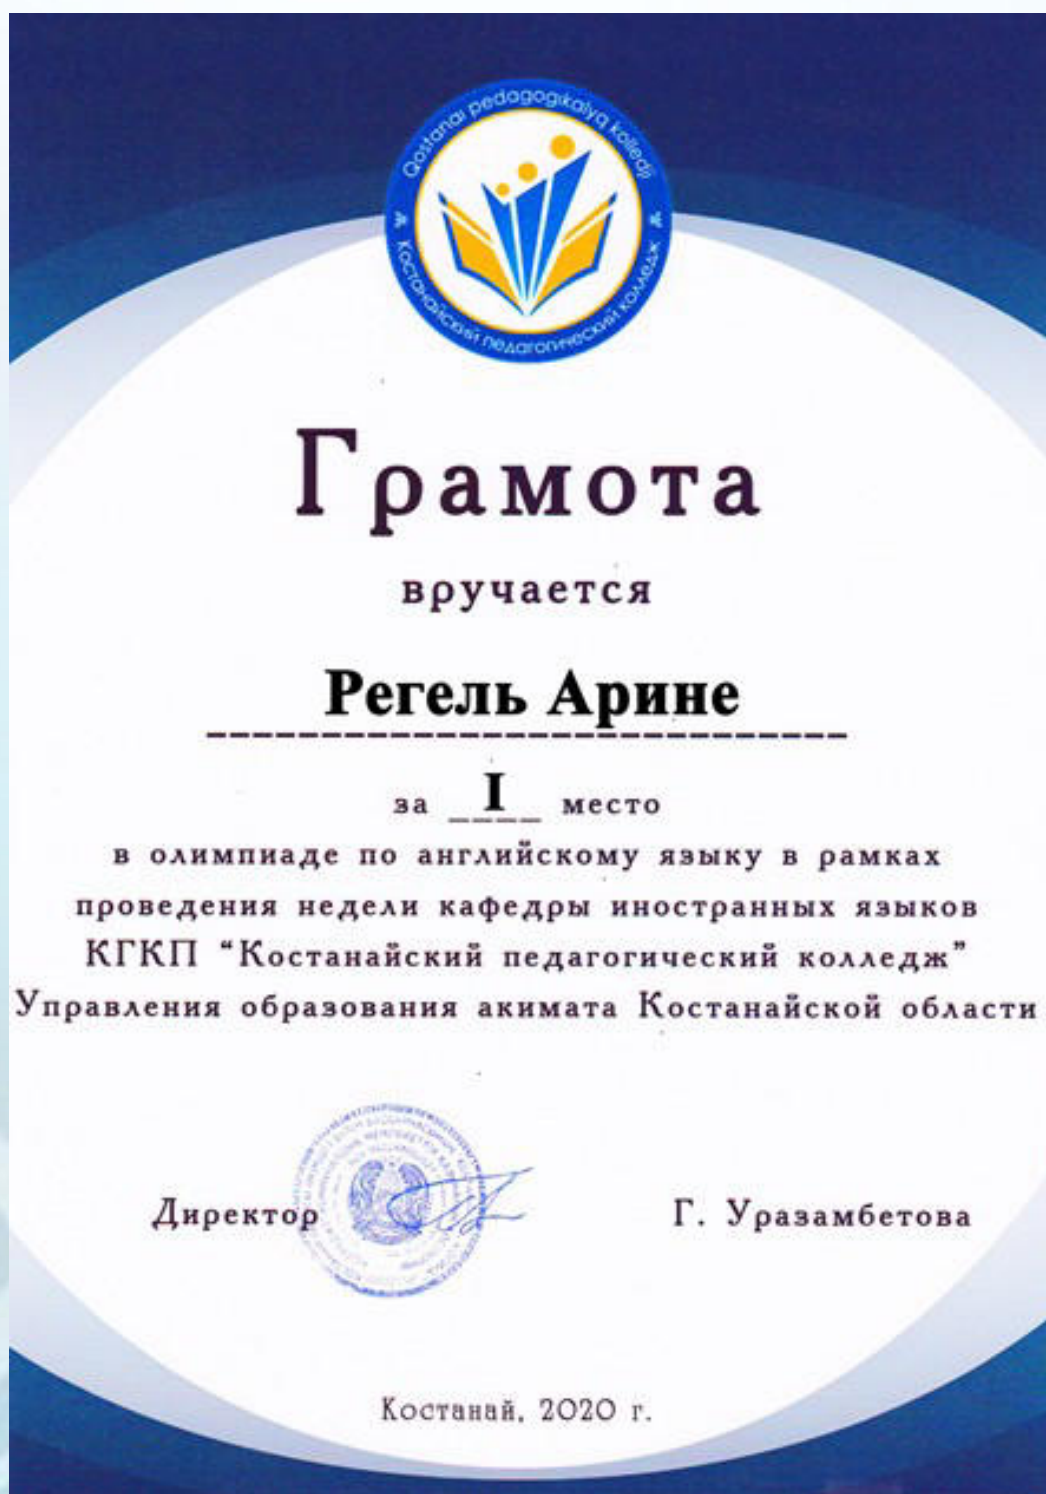 Qostanai pedagogikalyq kolledji
Костанайский педагогический колледж
Грамота
вручается
Регель Арине
за I место
в олимпиаде по английскому языку в рамках
проведения недели кафедры иностранных языков
КГКП “Костанайский педагогический колледж”
Управления образования акимата Костанайской области
Директор
Г. Уразамбетова
Костанай, 2020 г.